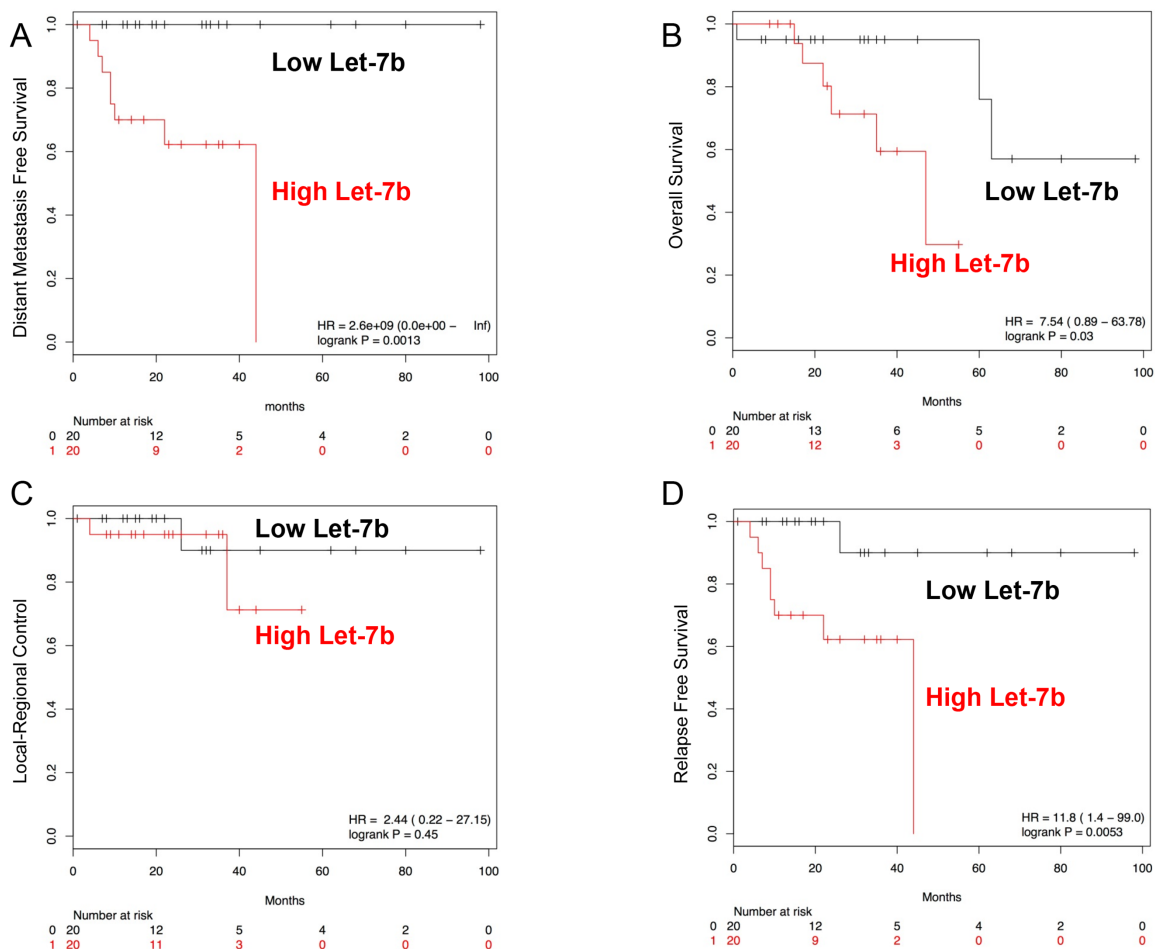 A
Distant Metastasis Free Survival
1.0
0.8
0.6
0.4
0.2
0.0
Low Let-7b
High Let-7b
HR = 2.6e+09 (0.0e+00 − Inf)
logrank P = 0.0013
0 20 40 60 80 100
months
Number at risk
0 20 12 5 4 2 0
1 20 9 2 0 0 0
B
Overall Survival
1.0
0.8
0.6
0.4
0.2
0.0
Low Let-7b
High Let-7b
HR = 7.54 ( 0.89 − 63.78)
logrank P = 0.03
0 20 40 60 80 100
Months
Number at risk
0 20 13 6 5 2 0
1 20 12 3 0 0 0
C
Local-Regional Control
1.0
0.8
0.6
0.4
0.2
0.0
Low Let-7b
High Let-7b
HR = 2.44 ( 0.22 − 27.15)
logrank P = 0.45
0 20 40 60 80 100
Months
Number at risk
0 20 12 5 4 2 0
1 20 11 3 0 0 0
D
Relapse Free Survival
1.0
0.8
0.6
0.4
0.2
0.0
Low Let-7b
High Let-7b
HR = 11.8 ( 1.4 − 99.0)
logrank P = 0.0053
0 20 40 60 80 100
Months
Number at risk
0 20 12 5 4 2 0
1 20 9 2 0 0 0